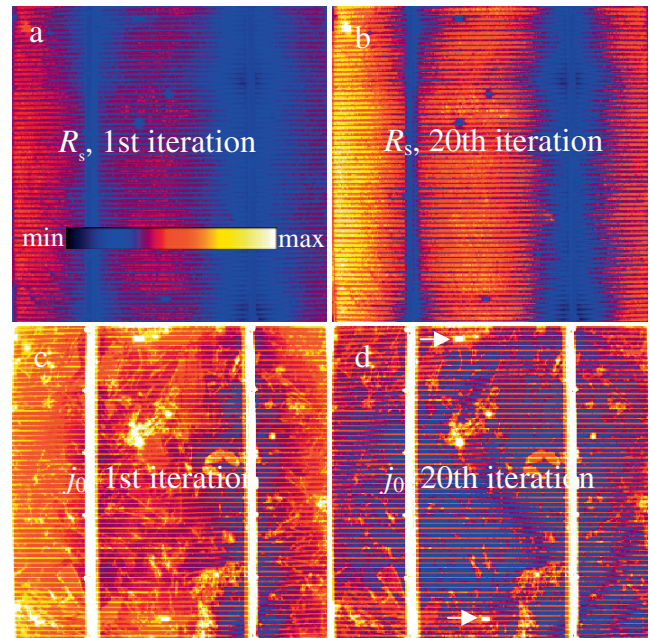 a
b
Rs, 1st iteration
Rs, 20th iteration
min
max
c
d
j0, 1st iteration
j0, 20th iteration